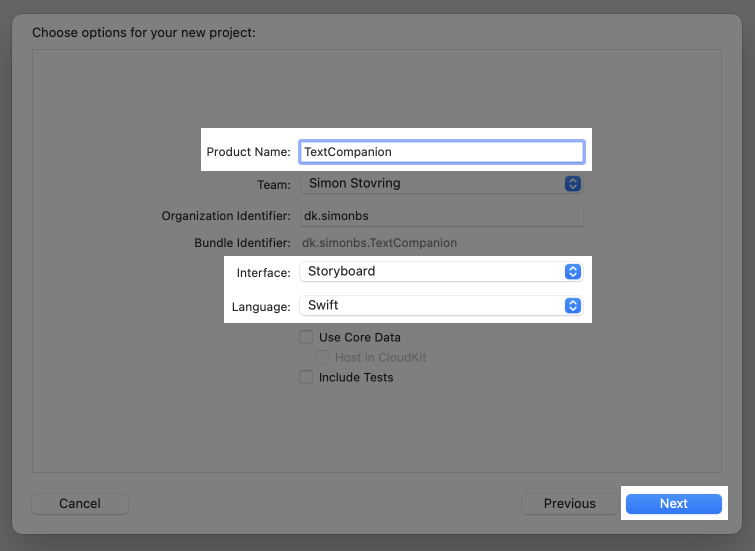 Choose options for your new project:
Product Name: TextCompanion
Team: Simon Stovring
Organization Identifier: dk.simonbs
Bundle Identifier: dk.simonbs.TextCompanion
Interface: Storyboard
Language: Swift
Use Core Data
Host in CloudKit
Include Tests
Cancel Previous Next